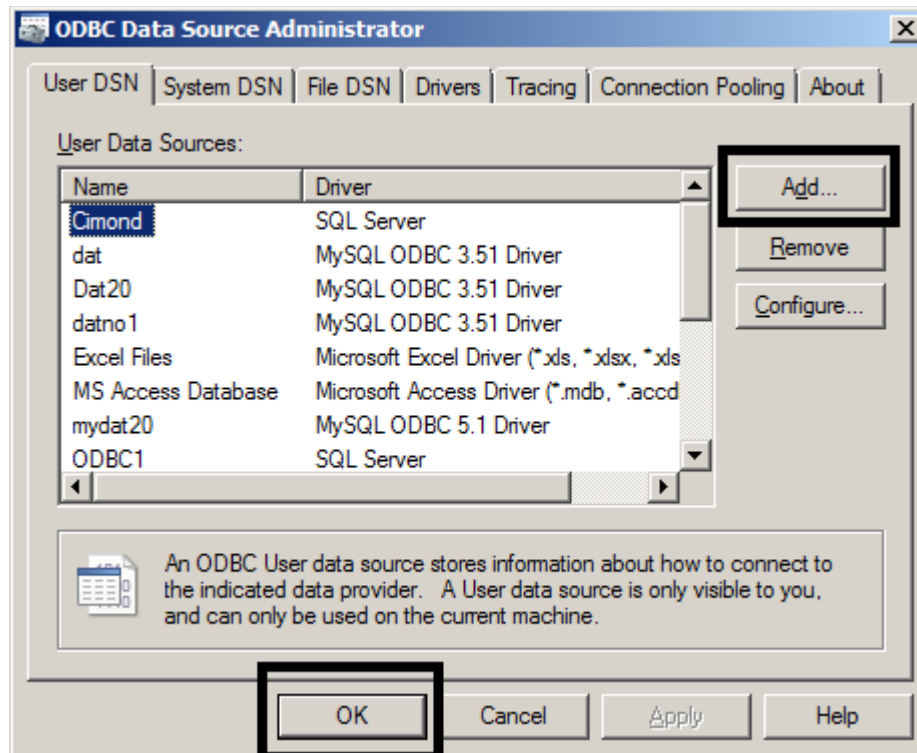 ODBC Data Source Administrator
User DSN System DSN File DSN Drivers Tracing Connection Pooling About
User Data Sources:
Name Driver
Cimond SQL Server
dat MySQL ODBC 3.51 Driver
Dat20 MySQL ODBC 3.51 Driver
datno1 MySQL ODBC 3.51 Driver
Excel Files Microsoft Excel Driver (*.xls, *.xlsx, *.xls
MS Access Database Microsoft Access Driver (*.mdb, *.accd
mydat20 MySQL ODBC 5.1 Driver
ODBC1 SQL Server
Add...
Remove
Configure...
An ODBC User data source stores information about how to connect to
the indicated data provider. A User data source is only visible to you,
and can only be used on the current machine.
OK Cancel Apply Help